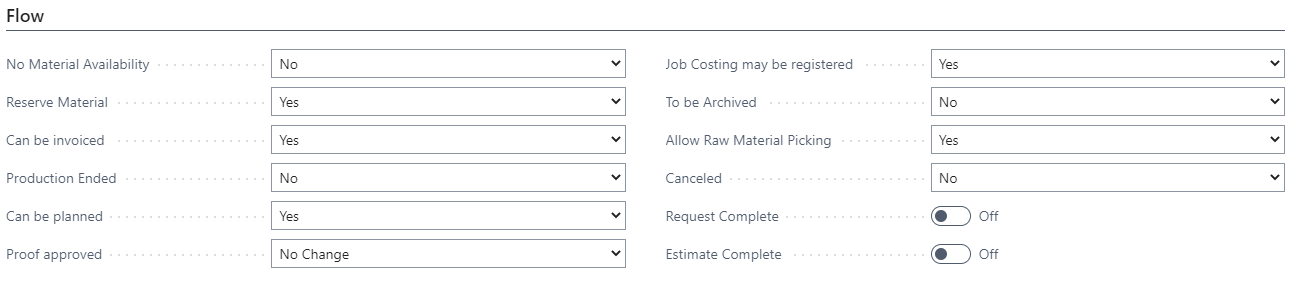 Flow
No Material Availability No
Reserve Material Yes
Can be invoiced Yes
Production Ended No
Can be planned Yes
Proof approved No Change
Job Costing may be registered Yes
To be Archived No
Allow Raw Material Picking Yes
Canceled No
Request Complete Off
Estimate Complete Off